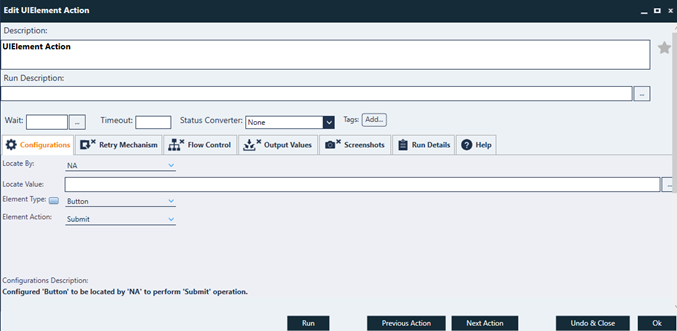 Edit UIElement Action
Description:
UIElement Action
Run Description:
...
Wait: ... Timeout: Status Converter: None Tags: Add...
Configurations Retry Mechanism Flow Control Output Values Screenshots Run Details Help
Locate By: NA
Locate Value: ...
Element Type: Button
Element Action: Submit
Configurations Description:
Configured 'Button' to be located by 'NA' to perform 'Submit' operation.
Run Previous Action Next Action Undo & Close Ok